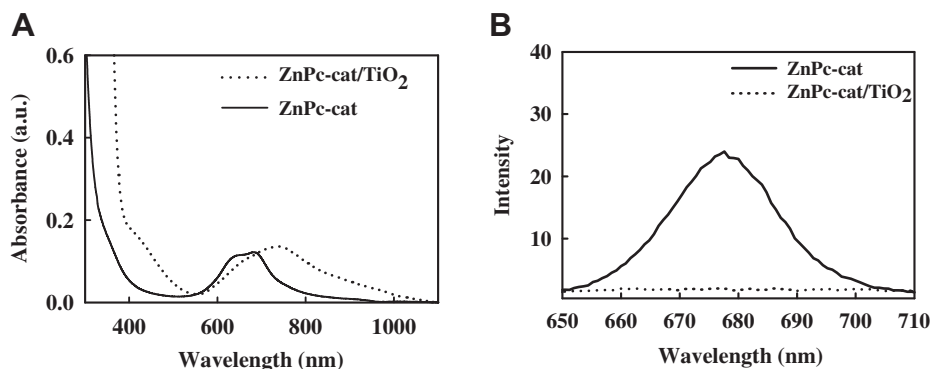 A
0.6
0.4
0.2
0.0
Absorbance (a.u.)
400 600 800 1000
Wavelength (nm)
ZnPc-cat/TiO2
ZnPc-cat
B
40
30
20
10
Intensity
650 660 670 680 690 700 710
Wavelength (nm)
ZnPc-cat
ZnPc-cat/TiO2